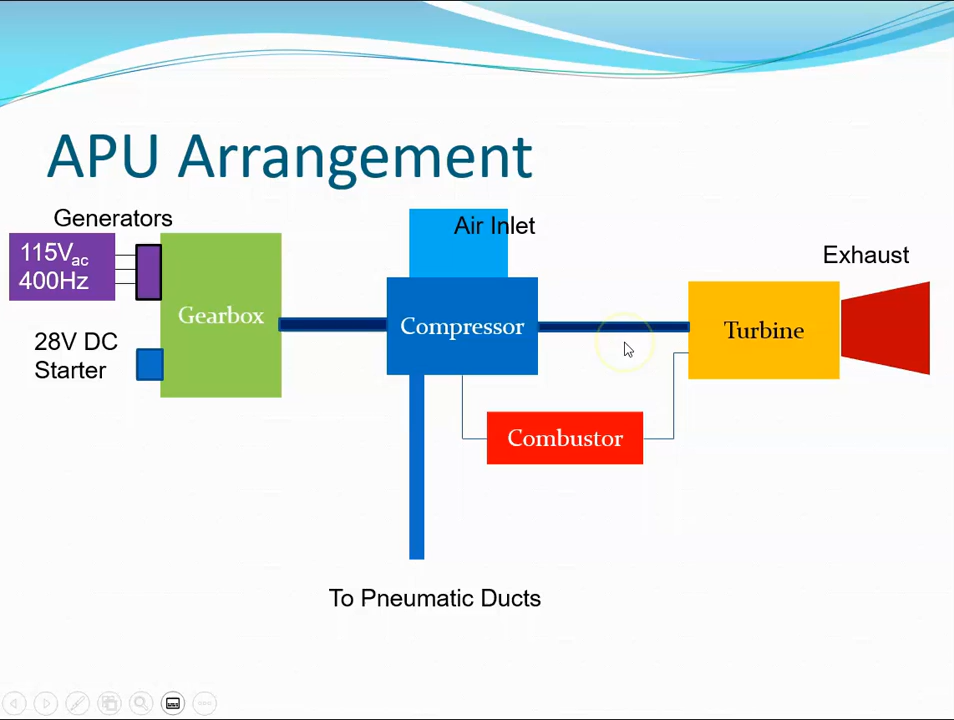 APU Arrangement
Generators
115Vac
400Hz
28V DC
Starter
Gearbox
Air Inlet
Compressor
Combustor
To Pneumatic Ducts
Turbine
Exhaust